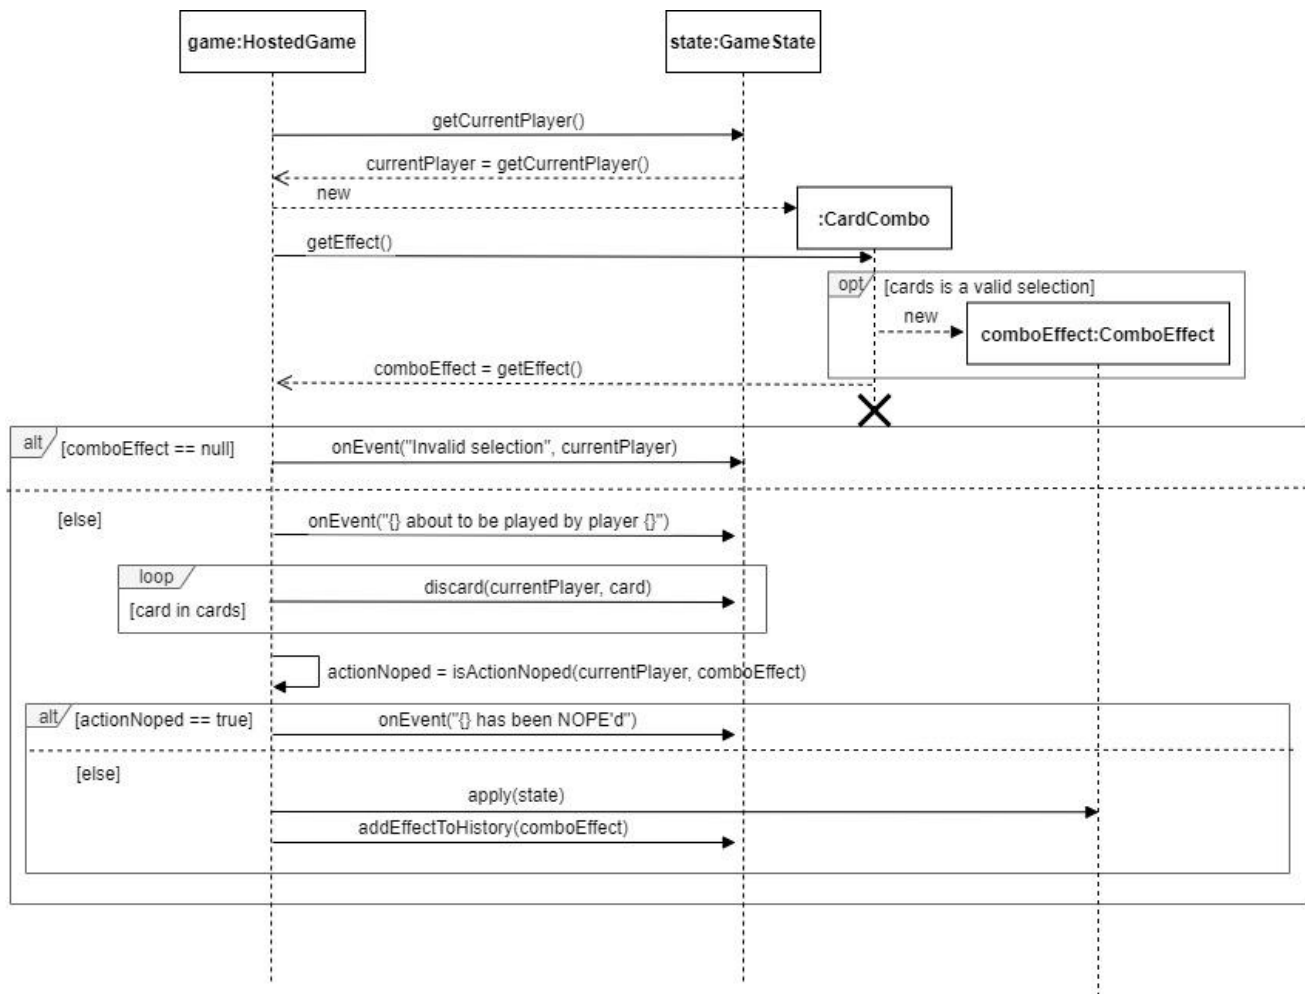 game:HostedGame
state:GameState
getCurrentPlayer()
currentPlayer = getCurrentPlayer()
new
:CardCombo
getEffect()
opt
[cards is a valid selection]
new
comboEffect:ComboEffect
comboEffect = getEffect()
alt
[comboEffect == null]
onEvent("Invalid selection", currentPlayer)
[else]
onEvent("{} about to be played by player {}")
loop
discard(currentPlayer, card)
[card in cards]
actionNoped = isActionNoped(currentPlayer, comboEffect)
alt
[actionNoped == true]
onEvent("{} has been NOPE'd")
[else]
apply(state)
addEffectToHistory(comboEffect)